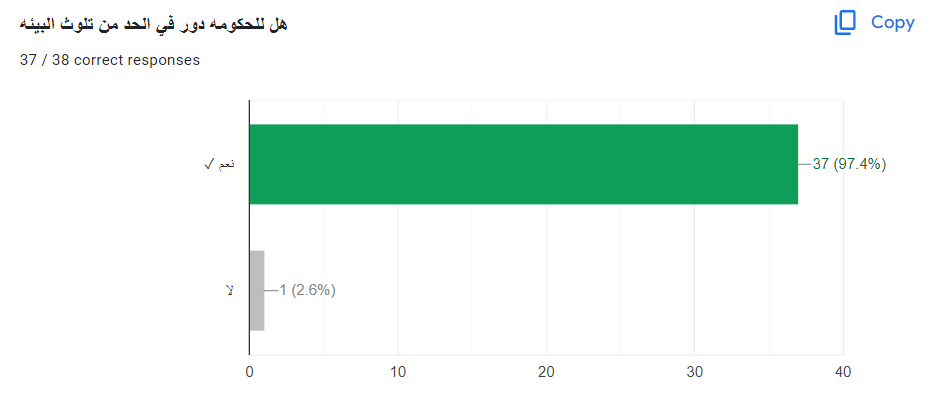 هل للحكومه دور في الحد من تلوث البيئه
Copy
37 / 38 correct responses
نعم ✓
37 (97.4%)
لا
1 (2.6%)
0 10 20 30 40